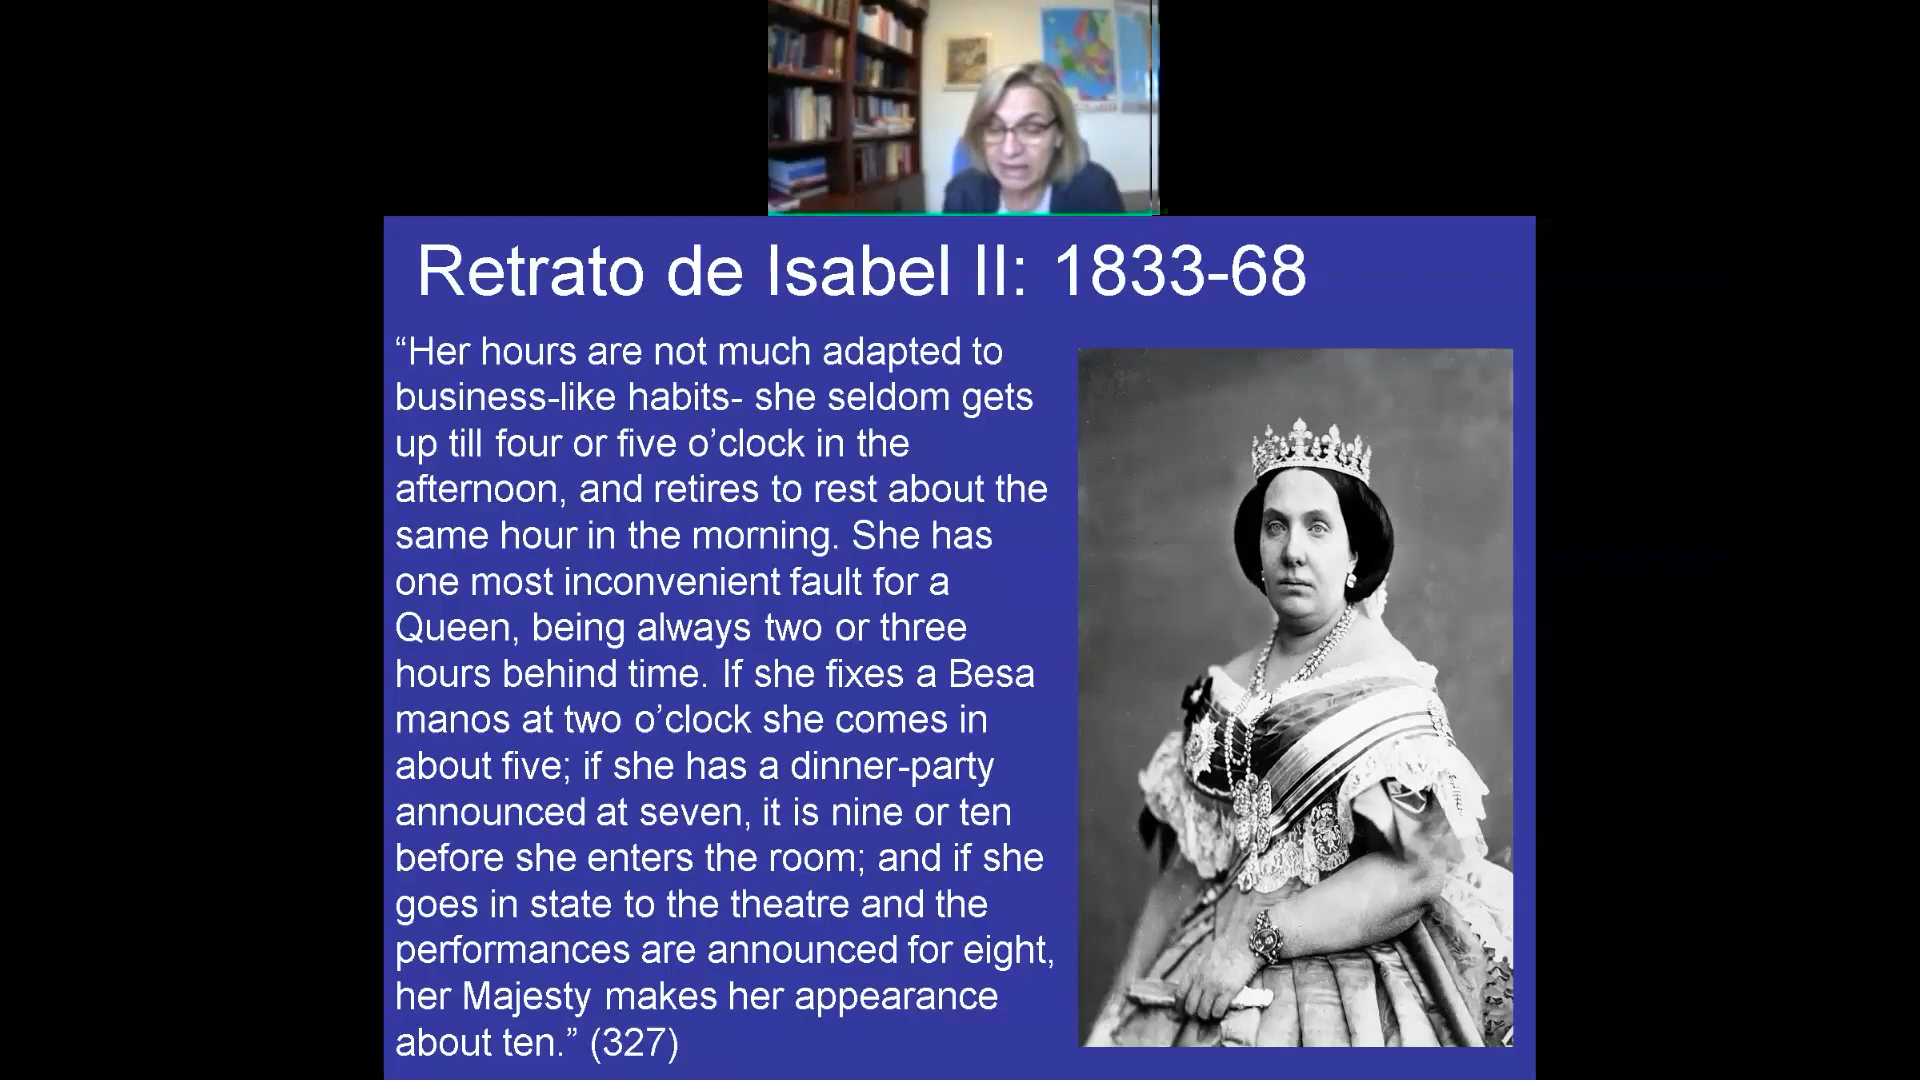 Retrato de Isabel II: 1833-68
“Her hours are not much adapted to
business-like habits- she seldom gets
up till four or five o’clock in the
afternoon, and retires to rest about the
same hour in the morning. She has
one most inconvenient fault for a
Queen, being always two or three
hours behind time. If she fixes a Besa
manos at two o’clock she comes in
about five; if she has a dinner-party
announced at seven, it is nine or ten
before she enters the room; and if she
goes in state to the theatre and the
performances are announced for eight,
her Majesty makes her appearance
about ten.” (327)